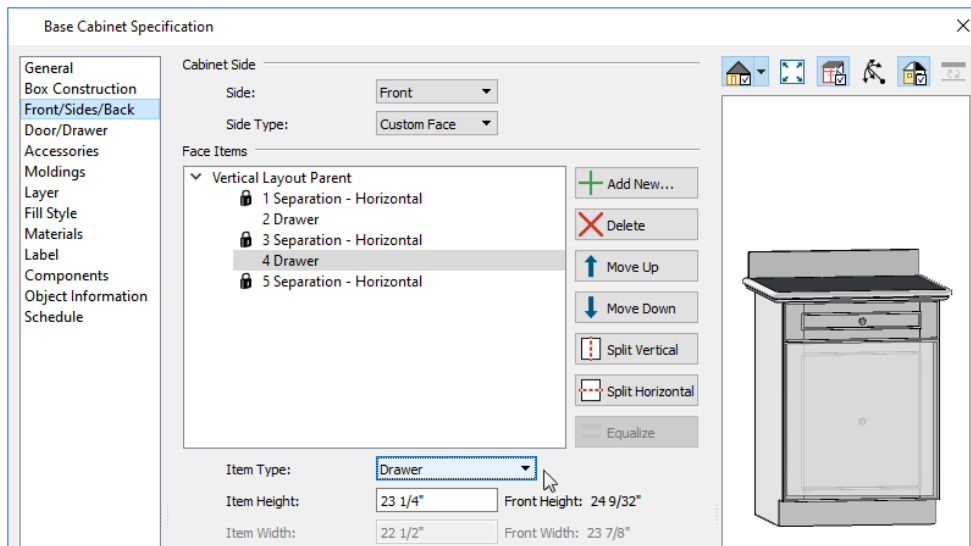 Base Cabinet Specification
General
Box Construction
Front/Sides/Back
Door/Drawer
Accessories
Moldings
Layer
Fill Style
Materials
Label
Components
Object Information
Schedule
Cabinet Side
Side: Front
Side Type: Custom Face
Face Items
Vertical Layout Parent
1 Separation - Horizontal
2 Drawer
3 Separation - Horizontal
4 Drawer
5 Separation - Horizontal
Add New...
Delete
Move Up
Move Down
Split Vertical
Split Horizontal
Equalize
Item Type: Drawer
Item Height: 23 1/4" Front Height: 24 9/32"
Item Width: 22 1/2" Front Width: 23 7/8"